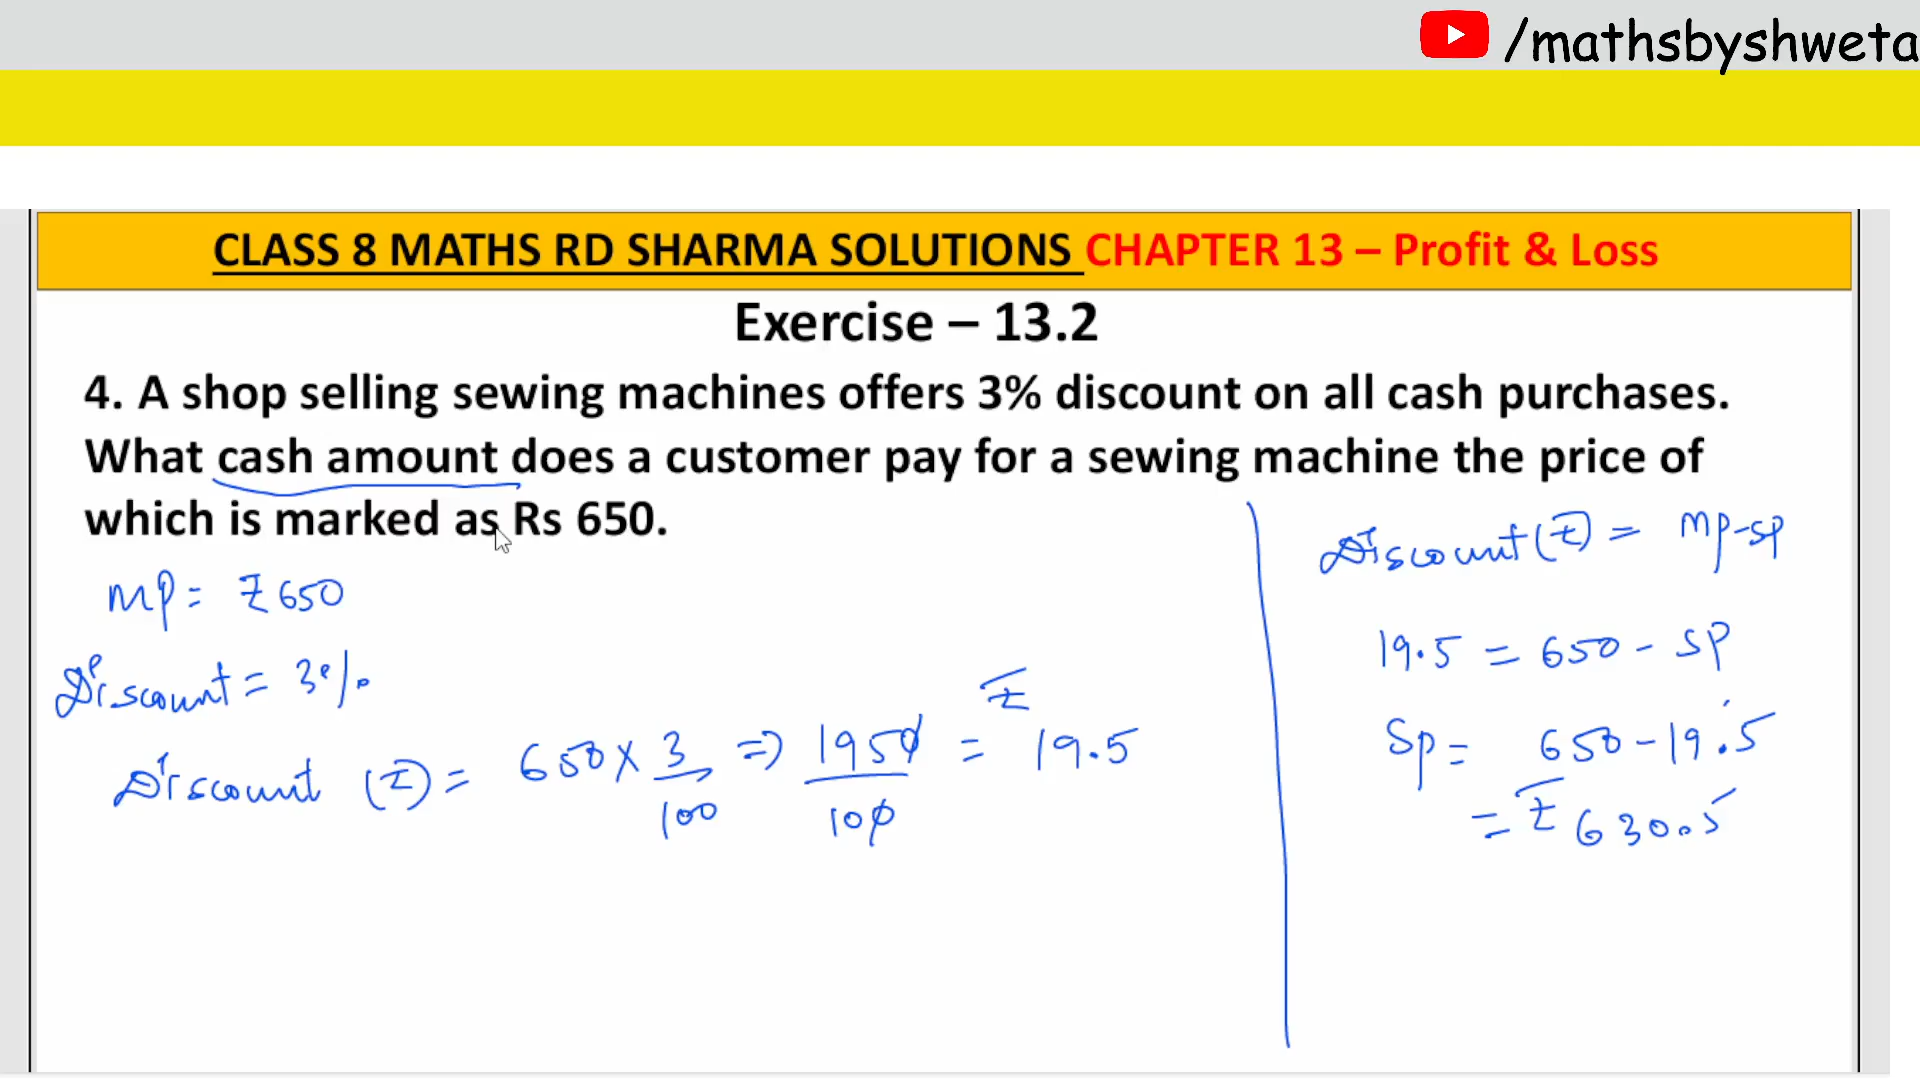 /mathsbyshweta
CLASS 8 MATHS RD SHARMA SOLUTIONS CHAPTER 13 – Profit & Loss
Exercise – 13.2
4. A shop selling sewing machines offers 3% discount on all cash purchases.
What cash amount does a customer pay for a sewing machine the price of
which is marked as Rs 650.
MP = ₹650
Discount = 3%
Discount (₹) = 650 × 3/100 => 1950/100 = ₹ 19.5
Discount (₹) = MP-SP
19.5 = 650 - SP
SP = 650 - 19.5
= ₹ 630.5